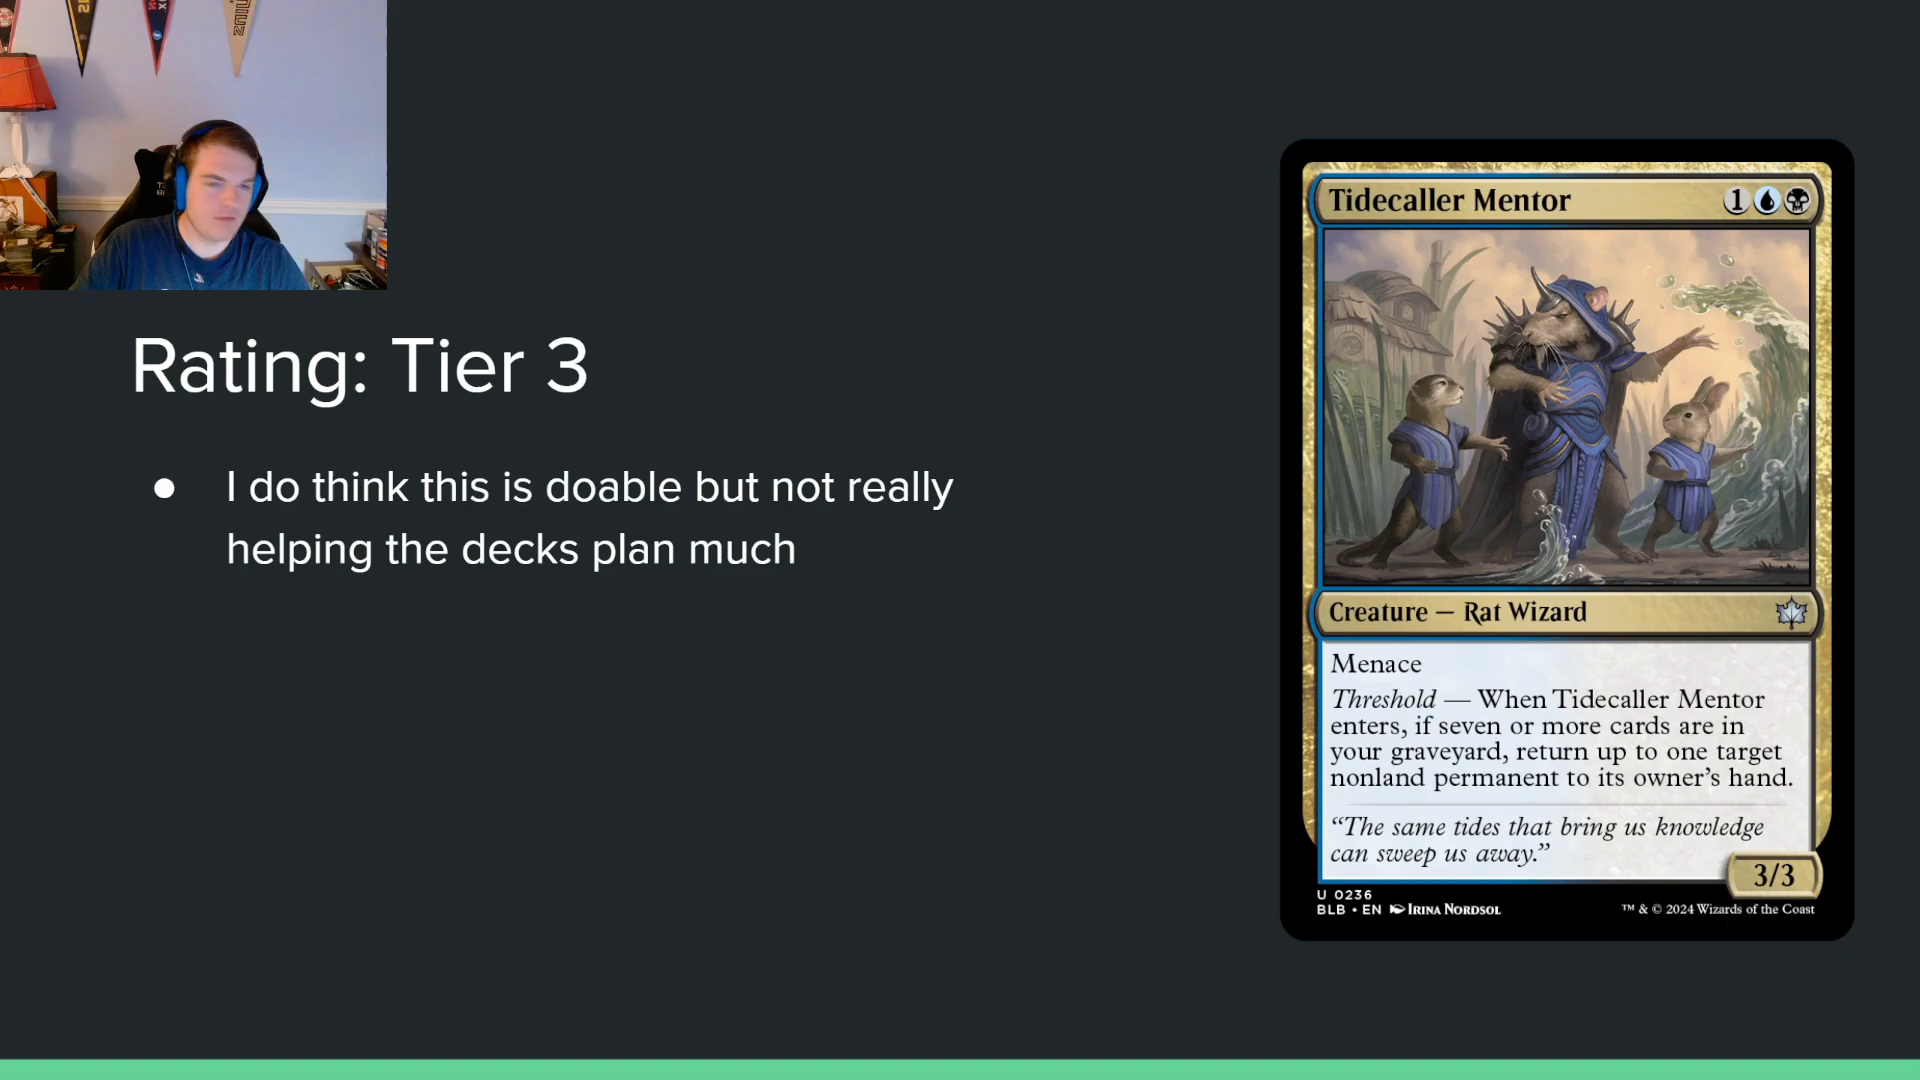 Rating: Tier 3
● I do think this is doable but not really
helping the decks plan much
Tidecaller Mentor 1
Creature — Rat Wizard
Menace
Threshold — When Tidecaller Mentor
enters, if seven or more cards are in
your graveyard, return up to one target
nonland permanent to its owner's hand.
“The same tides that bring us knowledge
can sweep us away.”
3/3
U 0236
BLB • EN Irina Nordsol
™ & © 2024 Wizards of the Coast